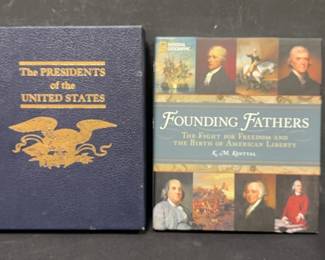 The PRESIDENTS
of the
UNITED STATES
NATIONAL GEOGRAPHIC
FOUNDING FATHERS
THE FIGHT FOR FREEDOM AND
THE BIRTH OF AMERICAN LIBERTY
K. M. KOSTYAL